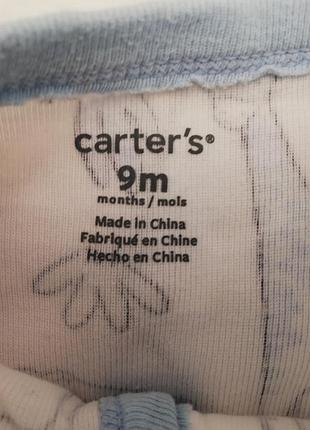 carter's®
9m
months / mois
Made in China
Fabriqué en Chine
Hecho en China